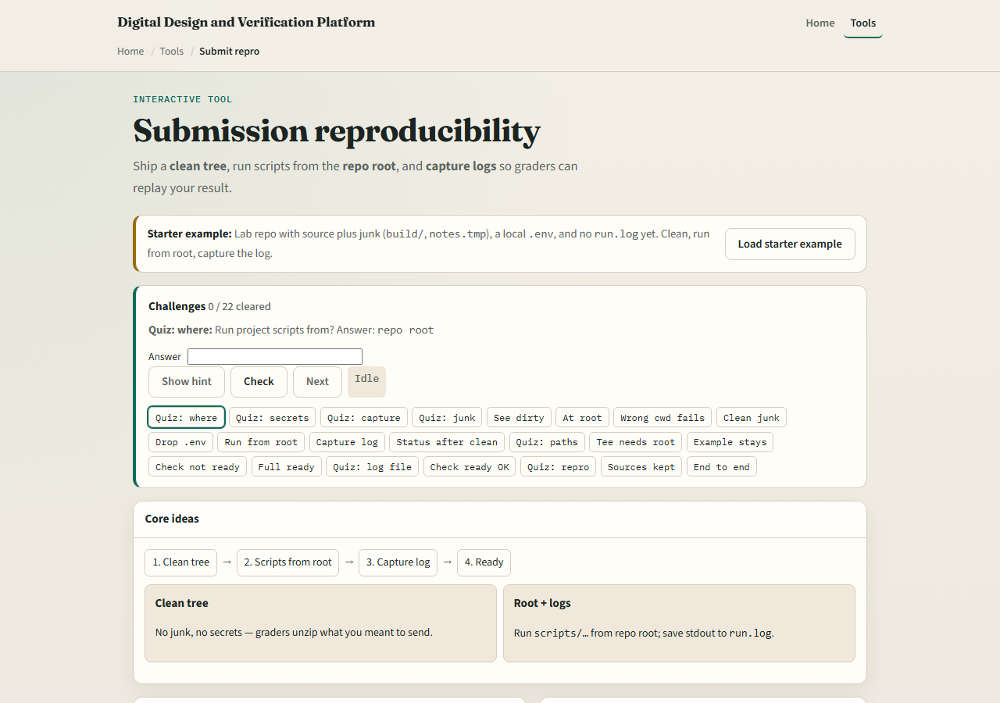 Digital Design and Verification Platform
Home Tools
Home / Tools / Submit repro
INTERACTIVE TOOL
Submission reproducibility
Ship a clean tree, run scripts from the repo root, and capture logs so graders can
replay your result.
Starter example: Lab repo with source plus junk (build/, notes.tmp), a local .env, and no run.log yet. Clean, run
from root, capture the log.
Load starter example
Challenges 0 / 22 cleared
Quiz: where: Run project scripts from? Answer: repo root
Answer
Show hint Check Next Idle
Quiz: where Quiz: secrets Quiz: capture Quiz: junk See dirty At root Wrong cwd fails Clean junk
Drop .env Run from root Capture log Status after clean Quiz: paths Tee needs root Example stays
Check not ready Full ready Quiz: log file Check ready OK Quiz: repro Sources kept End to end
Core ideas
1. Clean tree → 2. Scripts from root → 3. Capture log → 4. Ready
Clean tree
No junk, no secrets — graders unzip what you meant to send.
Root + logs
Run scripts/… from repo root; save stdout to run.log.